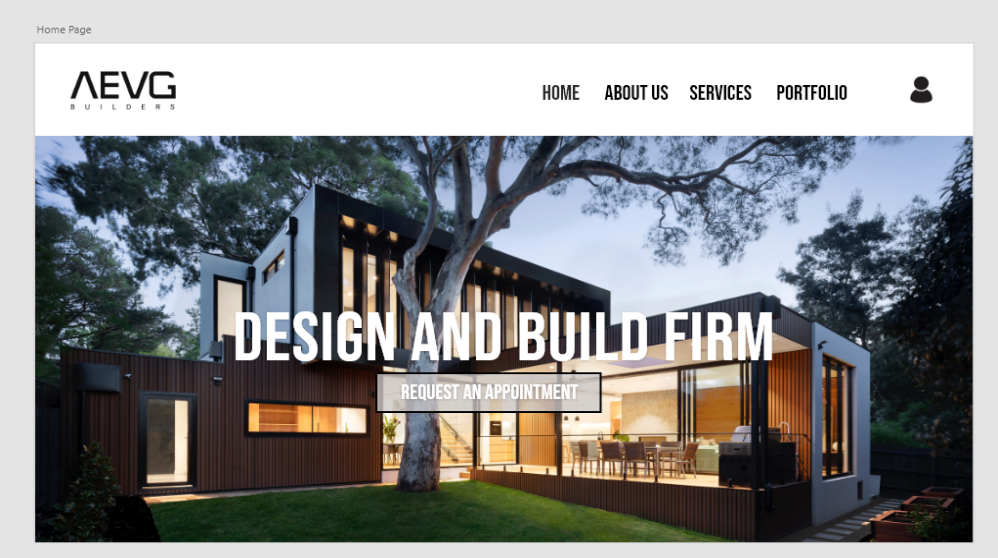 Home Page
AEVG
BUILDERS
HOME ABOUT US SERVICES PORTFOLIO
DESIGN AND BUILD FIRM
REQUEST AN APPOINTMENT